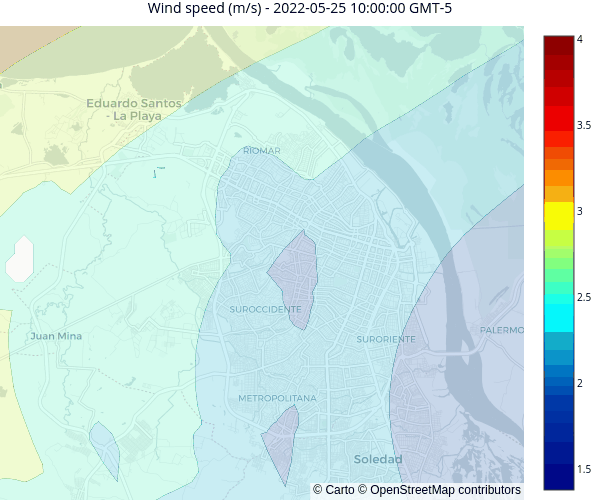 Wind speed (m/s) - 2022-05-25 10:00:00 GMT-5
4
Eduardo Santos
- La Playa
3.5
RIOMAR
3
2.5
SUROCCIDENTE
PALERMO
Juan Mina
SURORIENTE
2
METROPOLITANA
Soledad
1.5
© Carto © OpenStreetMap contributors